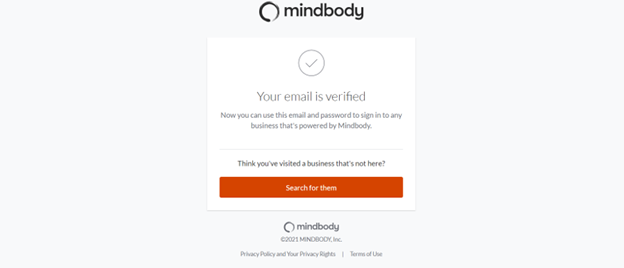 mindbody
Your email is verified
Now you can use this email and password to sign in to any
business that's powered by Mindbody.
Think you've visited a business that's not here?
Search for them
mindbody
©2021 MINDBODY, Inc.
Privacy Policy and Your Privacy Rights | Terms of Use